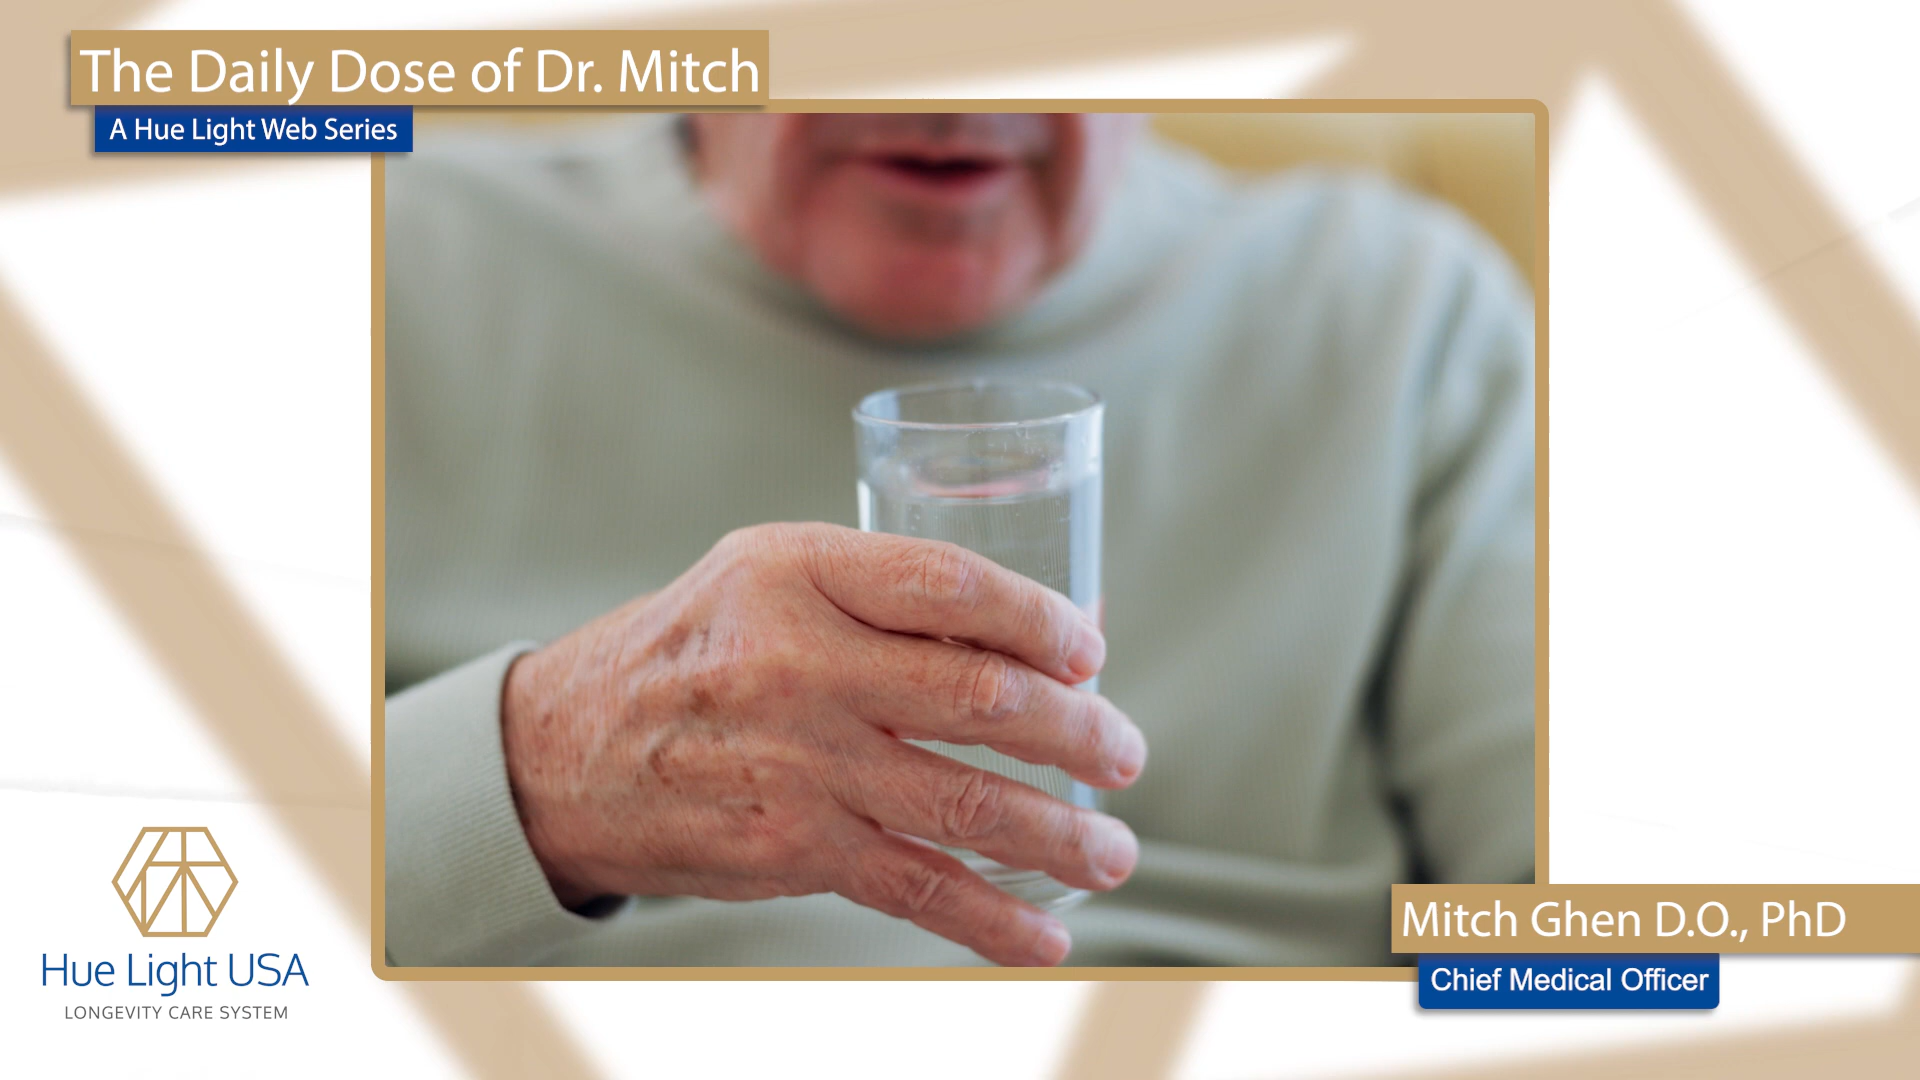 The Daily Dose of Dr. Mitch
A Hue Light Web Series
Mitch Ghen D.O., PhD
Chief Medical Officer
Hue Light USA
LONGEVITY CARE SYSTEM